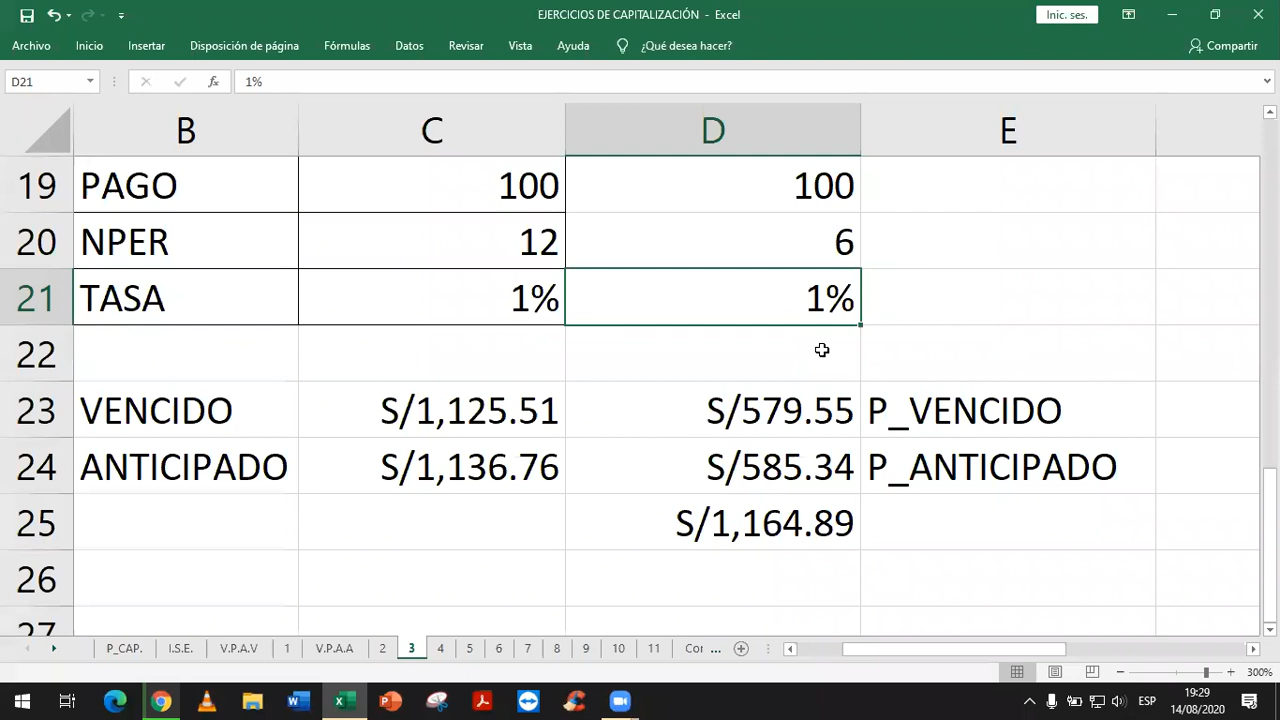 EJERCICIOS DE CAPITALIZACIÓN - Excel
Inic. ses.
Archivo Inicio Insertar Disposición de página Fórmulas Datos Revisar Vista Ayuda ¿Qué desea hacer? Compartir
D21 fx 1%
B C D E
19 PAGO 100 100
20 NPER 12 6
21 TASA 1% 1%
22
23 VENCIDO S/1,125.51 S/579.55 P_VENCIDO
24 ANTICIPADO S/1,136.76 S/585.34 P_ANTICIPADO
25 S/1,164.89
26
27
P_CAP. I.S.E. V.P.A.V 1 V.P.A.A 2 3 4 5 6 7 8 9 10 11 Cor ...
300%
ESP
19:29
14/08/2020